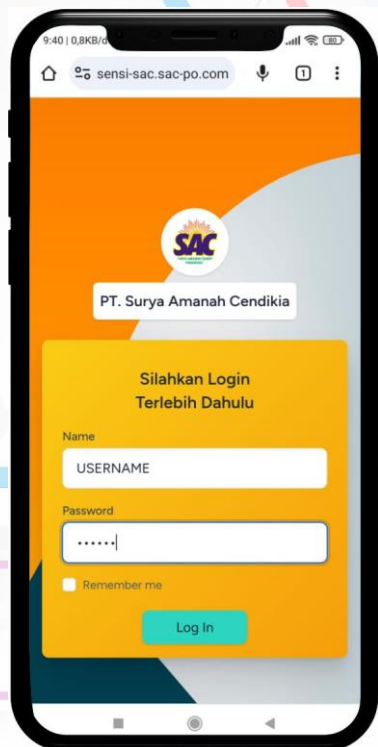 9:40 | 0,8KB/d
80
sensi-sac.sac-po.com
1
SAC
PT. Surya Amanah Cendikia
Silahkan Login
Terlebih Dahulu
Name
USERNAME
Password
••••••
Remember me
Log In